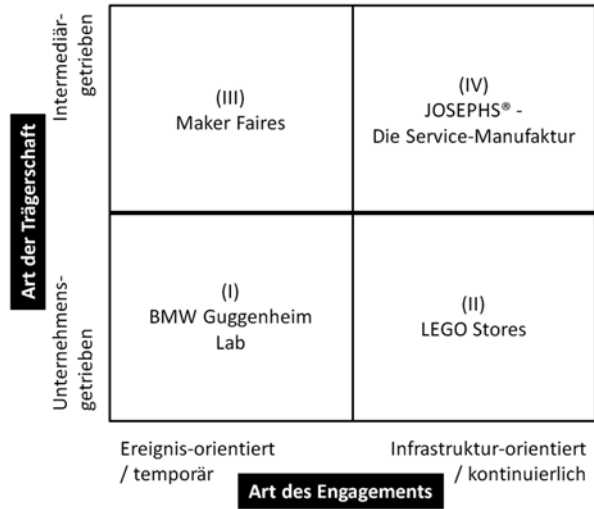 Art der Trägerschaft
Intermediär-
getrieben
Unternehmens-
getrieben
(III)
Maker Faires
(IV)
JOSEPHS® -
Die Service-Manufaktur
(I)
BMW Guggenheim
Lab
(II)
LEGO Stores
Ereignis-orientiert
/ temporär
Infrastruktur-orientiert
/ kontinuierlich
Art des Engagements